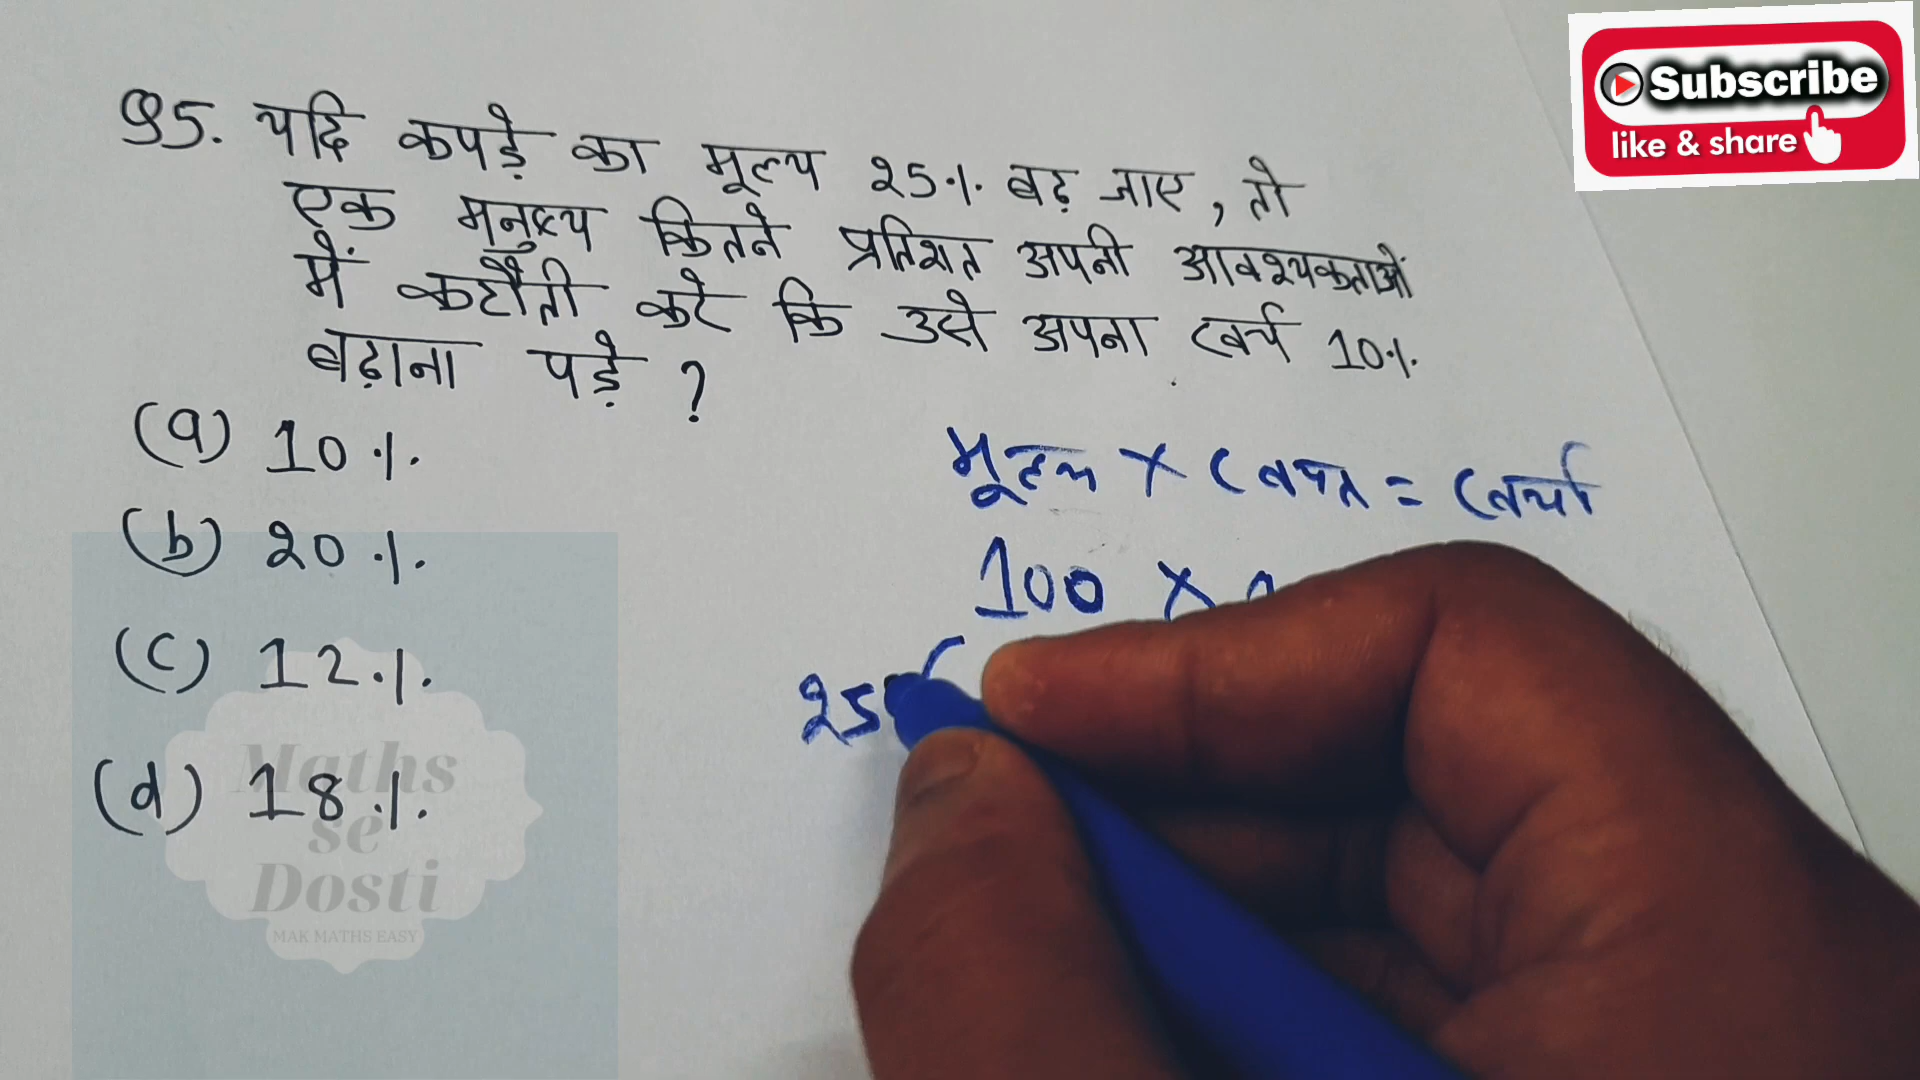 Q5. यदि कपड़े का मूल्य 25% बढ़ जाए, तो
एक मनुष्य कितने प्रतिशत अपनी आवश्यकताओं
में कटौती करे कि उसे अपना खर्च 10%
बढ़ाना पड़े ?
(a) 10%
(b) 20%
(c) 12%
(d) 18%
मूल्य × खपत = खर्चा
100 ×
25
Subscribe
like & share
Maths
se
Dosti
MAK MATHS EASY